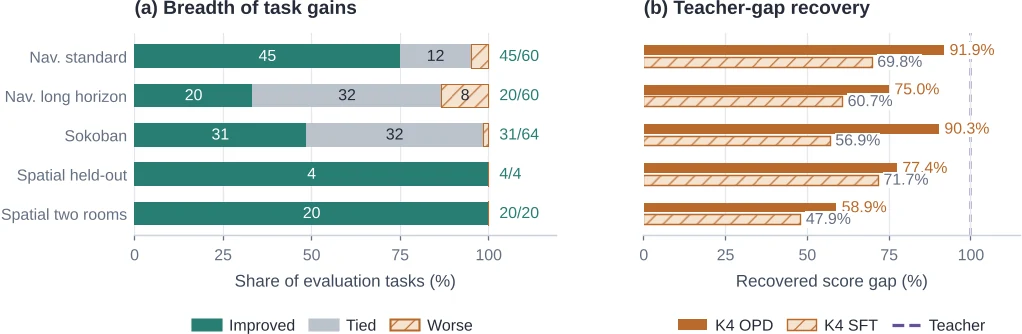 (a) Breadth of task gains
Nav. standard 45 12 45/60
Nav. long horizon 20 32 8 20/60
Sokoban 31 32 31/64
Spatial held-out 4 4/4
Spatial two rooms 20 20/20
0 25 50 75 100
Share of evaluation tasks (%)
Improved Tied Worse
(b) Teacher-gap recovery
91.9%
69.8%
75.0%
60.7%
90.3%
56.9%
77.4%
71.7%
58.9%
47.9%
0 25 50 75 100
Recovered score gap (%)
K4 OPD K4 SFT Teacher